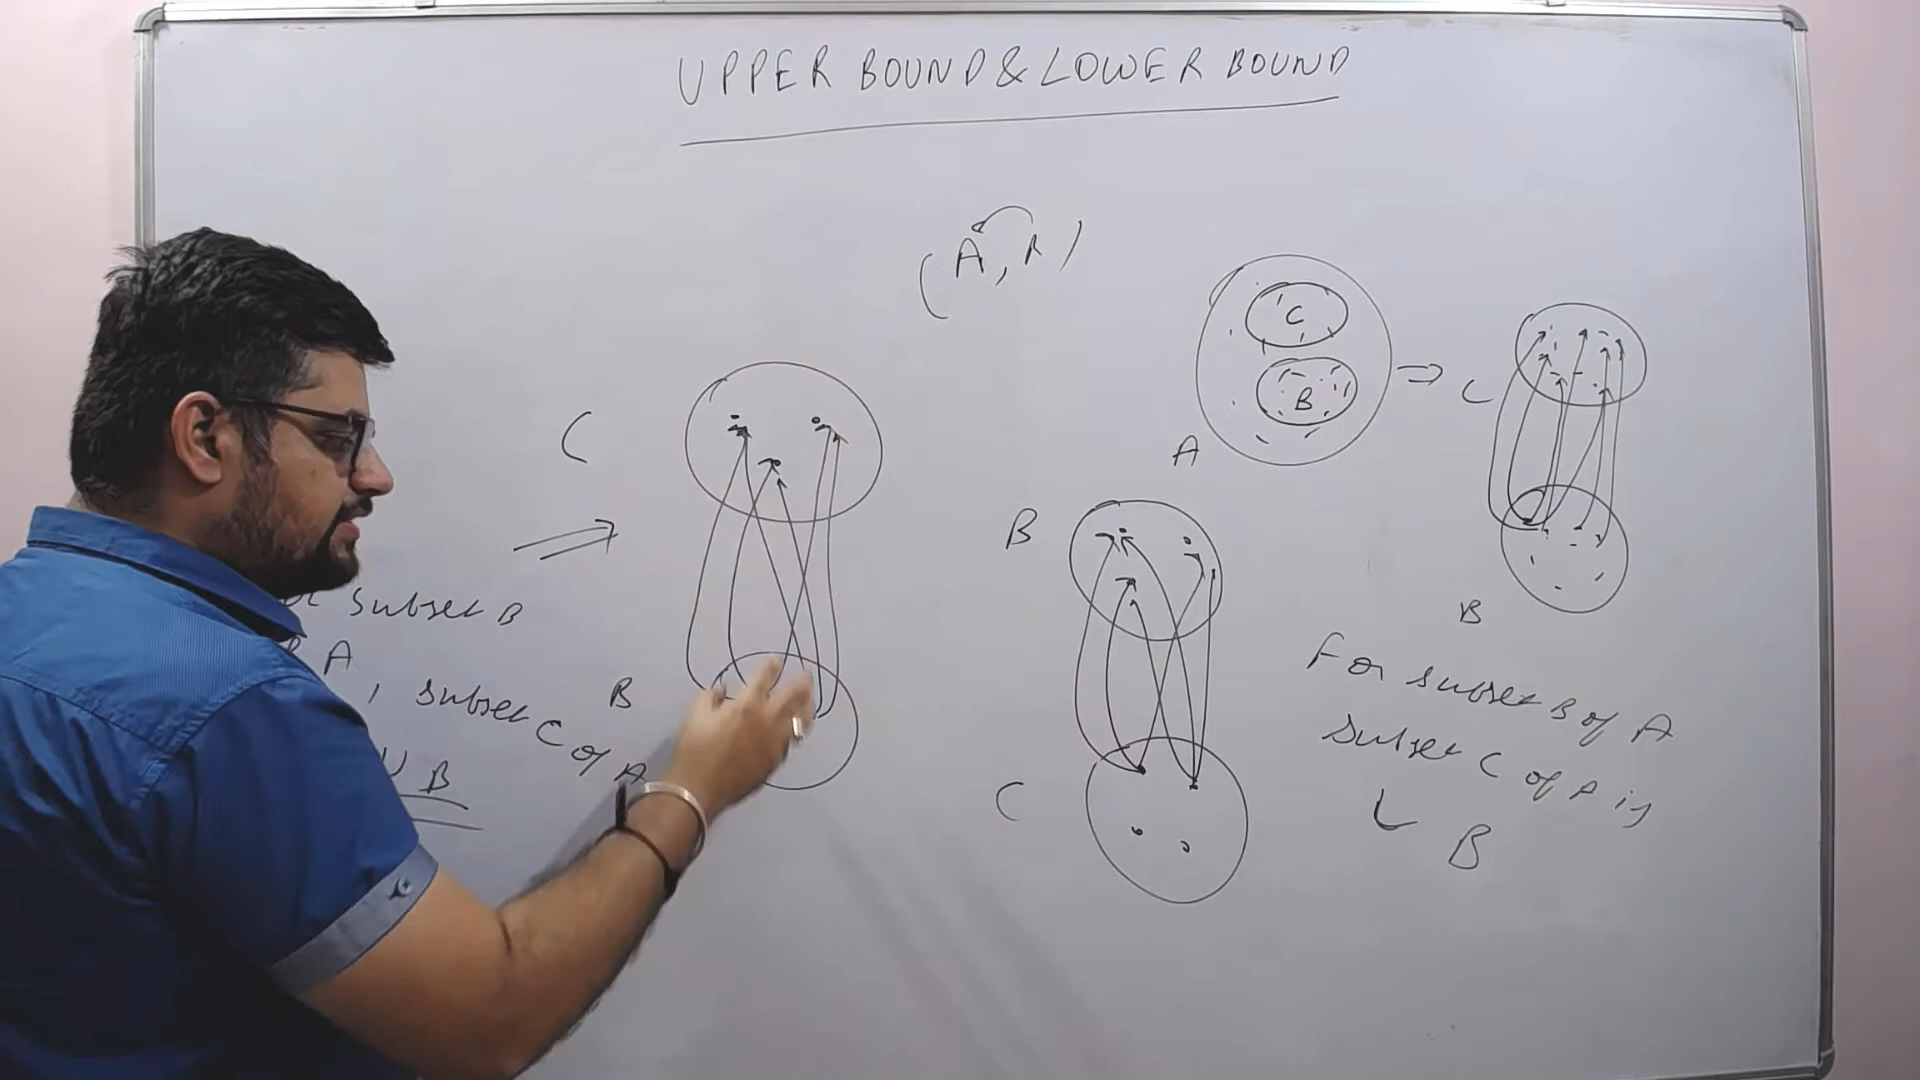 UPPER BOUND & LOWER BOUND
(A, R)
C
B
A
C
B
C
B
B
C
subset B
A, subset C of A
U B
For subset B of A
subset C of A is
L B